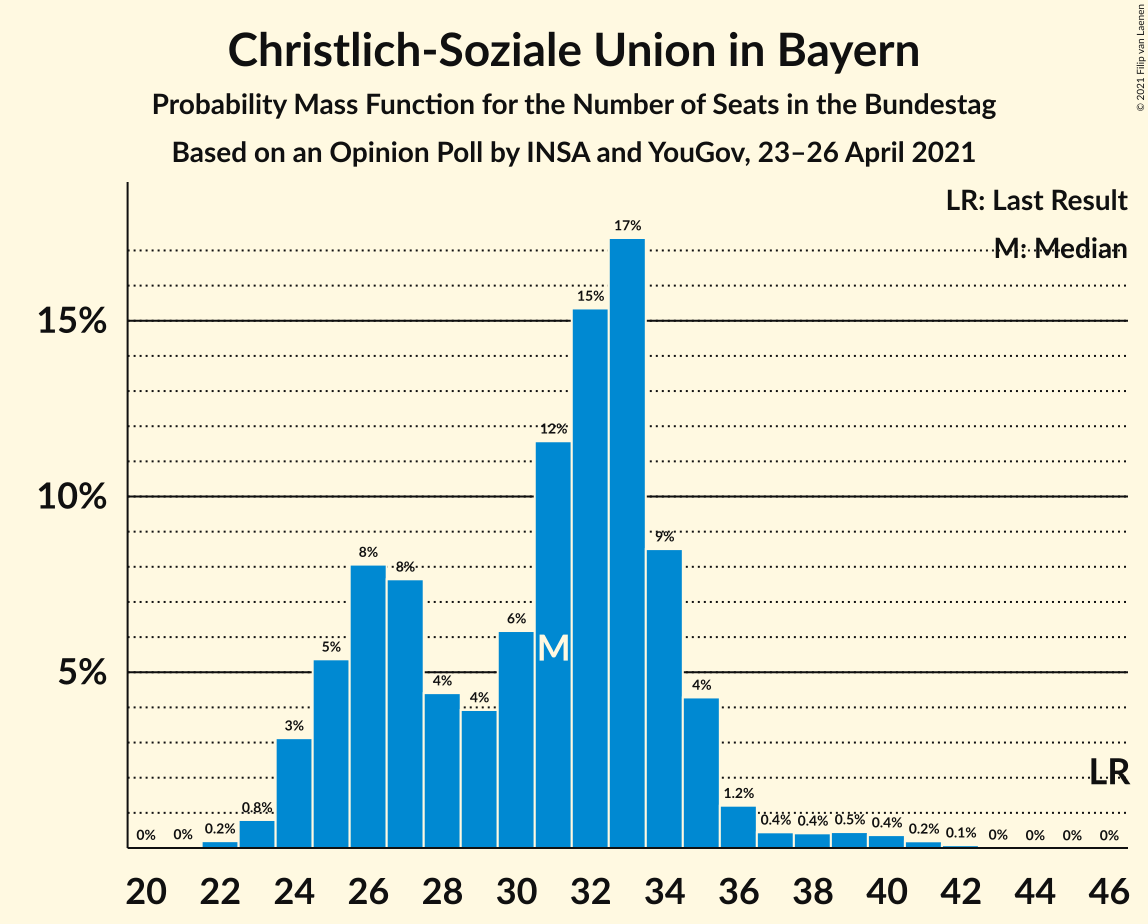 Christlich-Soziale Union in Bayern
Probability Mass Function for the Number of Seats in the Bundestag
Based on an Opinion Poll by INSA and YouGov, 23–26 April 2021
© 2021 Filip van Laenen
LR: Last Result
M: Median
17%
15%
15%
12%
10%
9%
8%
8%
6%
5%
M
5%
4%
4%
4%
3%
LR
1.2%
0.8%
0% 0% 0.2% 0.4% 0.4% 0.5% 0.4% 0.2% 0.1% 0% 0% 0% 0%
20 22 24 26 28 30 32 34 36 38 40 42 44 46